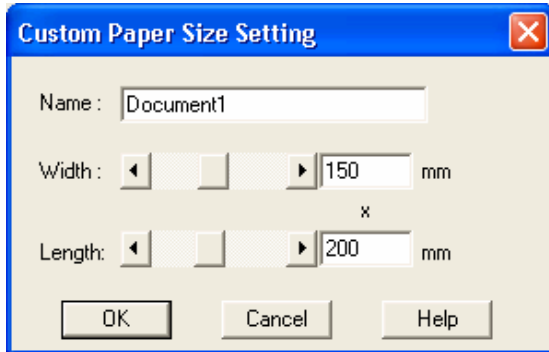 Custom Paper Size Setting
Name : Document1
Width : 150 mm
x
Length: 200 mm
OK Cancel Help